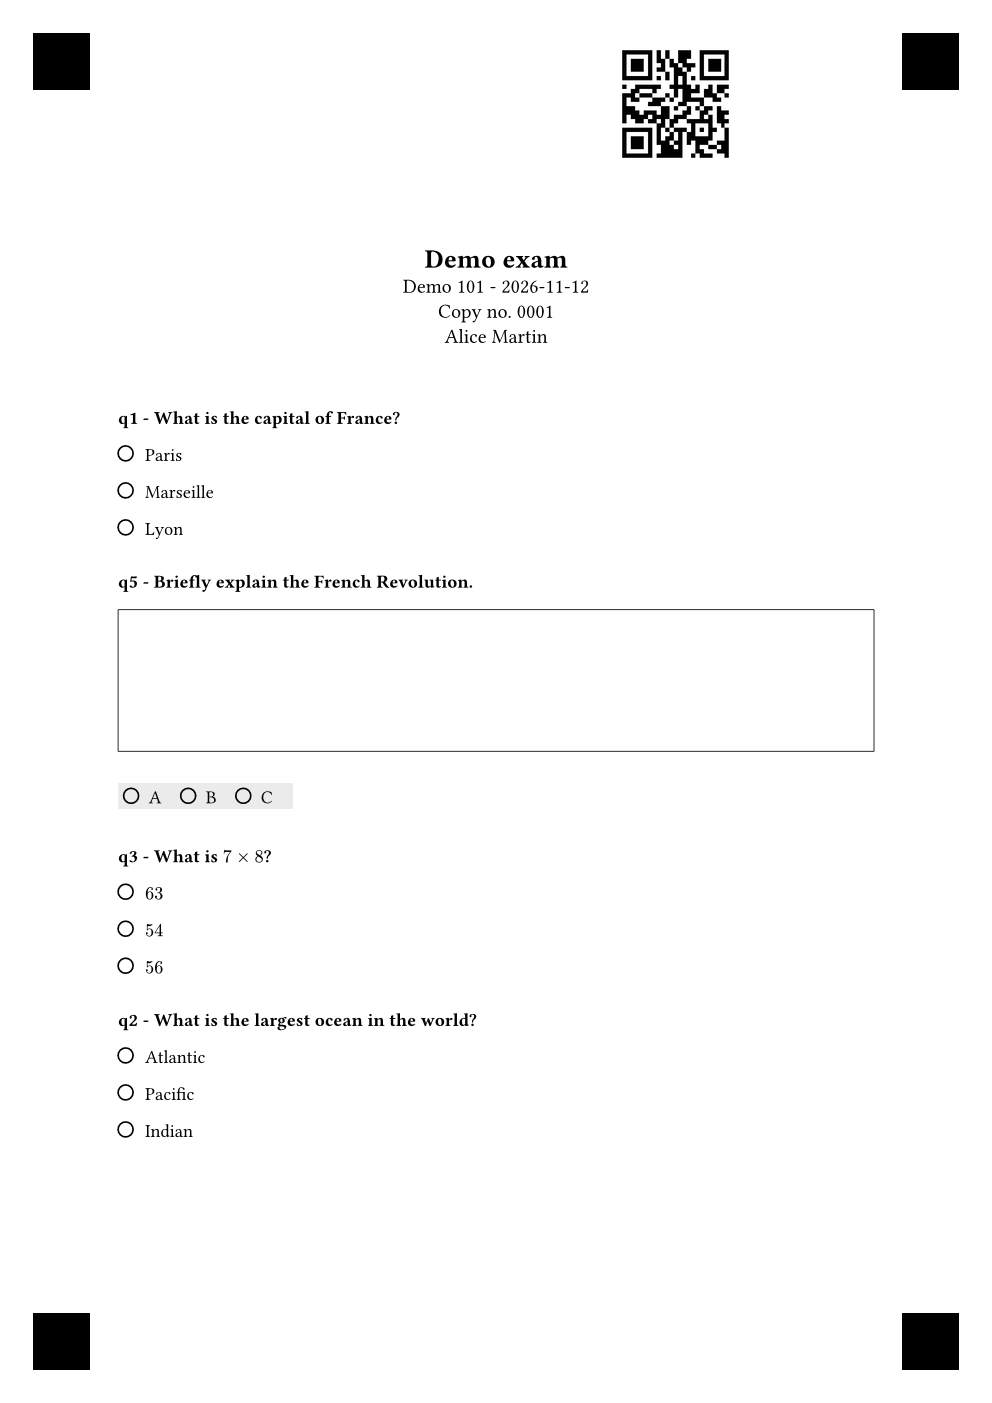 Demo exam
Demo 101 - 2026-11-12
Copy no. 0001
Alice Martin
q1 - What is the capital of France?
Paris
Marseille
Lyon
q5 - Briefly explain the French Revolution.
A B C
q3 - What is 7 × 8?
63
54
56
q2 - What is the largest ocean in the world?
Atlantic
Pacific
Indian